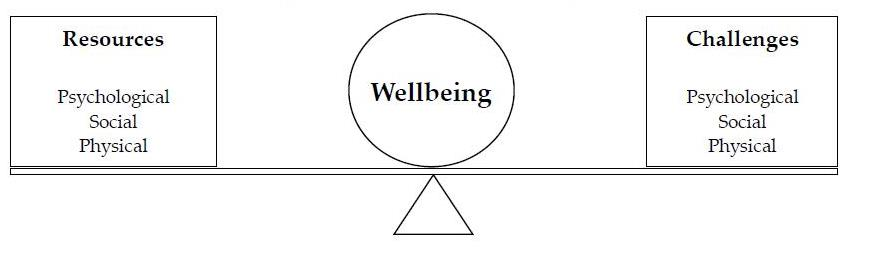 Resources
Psychological
Social
Physical
Wellbeing
Challenges
Psychological
Social
Physical